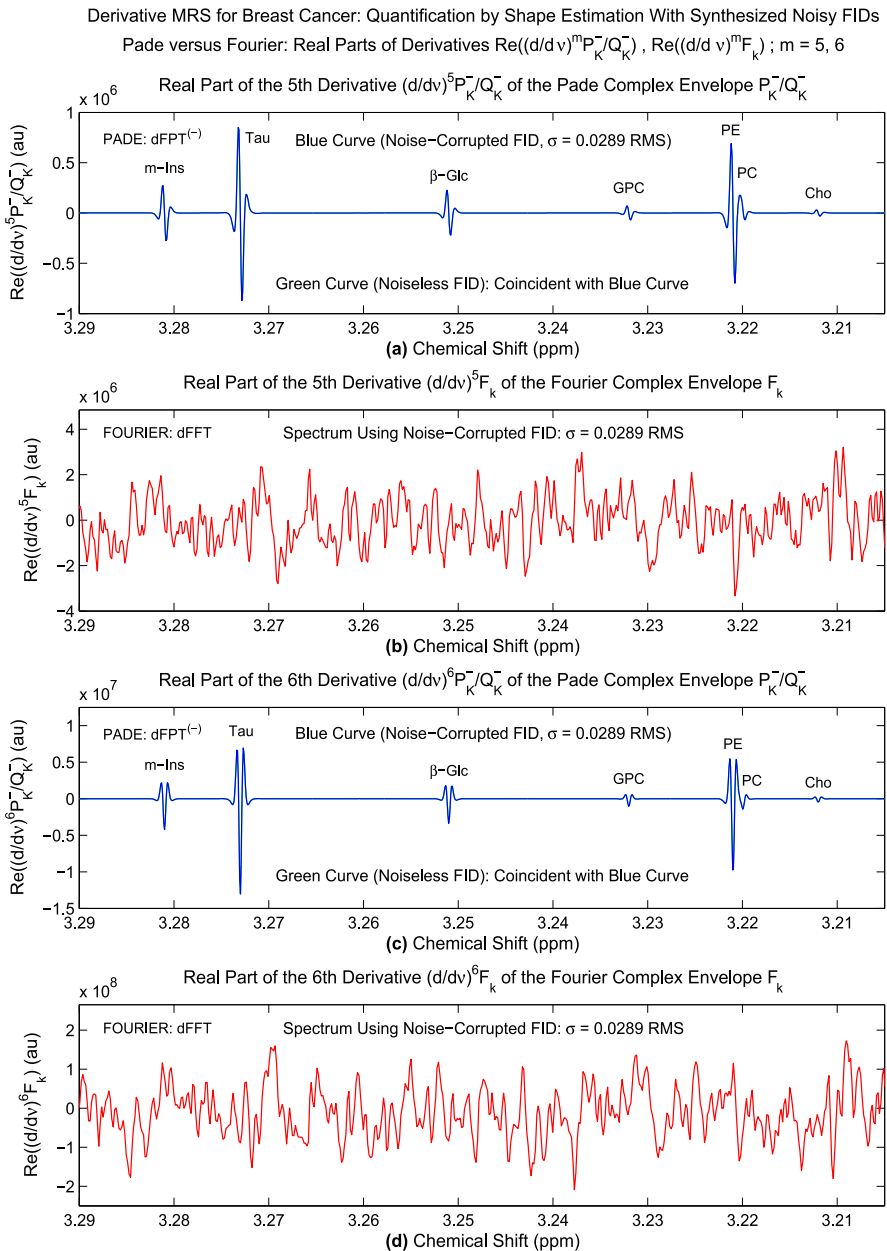 Derivative MRS for Breast Cancer: Quantification by Shape Estimation With Synthesized Noisy FIDs
Pade versus Fourier: Real Parts of Derivatives Re((d/d ν)^m P_K^-/Q_K^-) , Re((d/d ν)^m F_k) ; m = 5, 6
Real Part of the 5th Derivative (d/dν)^5 P_K^-/Q_K^- of the Pade Complex Envelope P_K^-/Q_K^-
x 10^6
Re((d/dν)^5 P_K^-/Q_K^-) (au)
1
0.5
0
−0.5
−1
PADE: dFPT^(-)
Blue Curve (Noise−Corrupted FID, σ = 0.0289 RMS)
m−Ins
Tau
β−Glc
GPC
PE
PC
Cho
Green Curve (Noiseless FID): Coincident with Blue Curve
3.29 3.28 3.27 3.26 3.25 3.24 3.23 3.22 3.21
(a) Chemical Shift (ppm)
Real Part of the 5th Derivative (d/dν)^5 F_k of the Fourier Complex Envelope F_k
x 10^6
Re((d/dν)^5 F_k) (au)
4
2
0
−2
−4
FOURIER: dFFT
Spectrum Using Noise−Corrupted FID: σ = 0.0289 RMS
3.29 3.28 3.27 3.26 3.25 3.24 3.23 3.22 3.21
(b) Chemical Shift (ppm)
Real Part of the 6th Derivative (d/dν)^6 P_K^-/Q_K^- of the Pade Complex Envelope P_K^-/Q_K^-
x 10^7
Re((d/dν)^6 P_K^-/Q_K^-) (au)
1
0.5
0
−0.5
−1
−1.5
PADE: dFPT^(-)
Blue Curve (Noise−Corrupted FID, σ = 0.0289 RMS)
m−Ins
Tau
β−Glc
GPC
PE
PC
Cho
Green Curve (Noiseless FID): Coincident with Blue Curve
3.29 3.28 3.27 3.26 3.25 3.24 3.23 3.22 3.21
(c) Chemical Shift (ppm)
Real Part of the 6th Derivative (d/dν)^6 F_k of the Fourier Complex Envelope F_k
x 10^8
Re((d/dν)^6 F_k) (au)
2
1
0
−1
−2
FOURIER: dFFT
Spectrum Using Noise−Corrupted FID: σ = 0.0289 RMS
3.29 3.28 3.27 3.26 3.25 3.24 3.23 3.22 3.21
(d) Chemical Shift (ppm)